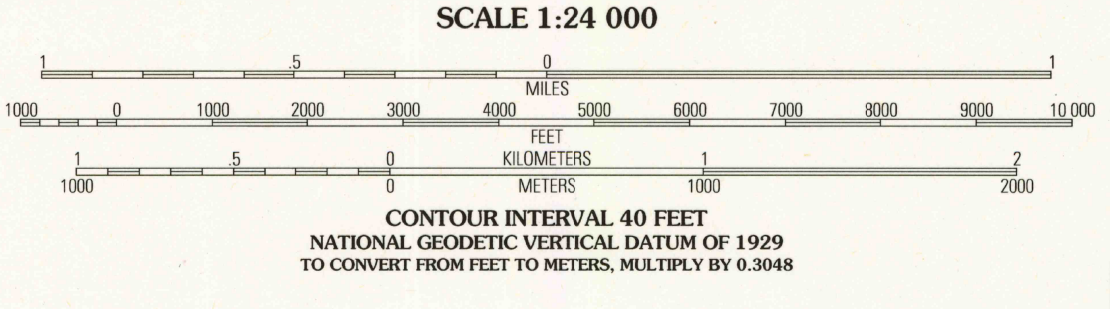 SCALE 1:24 000
1 .5 0 1
MILES
1000 0 1000 2000 3000 4000 5000 6000 7000 8000 9000 10 000
FEET
1 .5 0 KILOMETERS 1 2
1000 0 METERS 1000 2000
CONTOUR INTERVAL 40 FEET
NATIONAL GEODETIC VERTICAL DATUM OF 1929
TO CONVERT FROM FEET TO METERS, MULTIPLY BY 0.3048